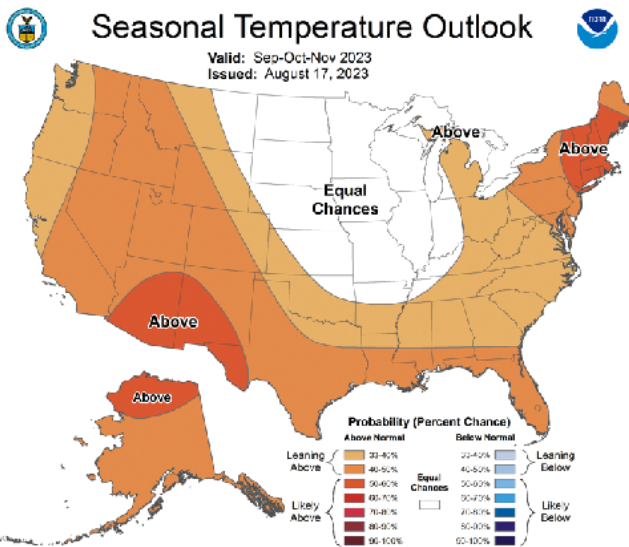 Seasonal Temperature Outlook
Valid: Sep-Oct-Nov 2023
Issued: August 17, 2023
Above
Above
Equal
Chances
Above
Above
Probability (Percent Chance)
Above Normal
Below Normal
Leaning
Above
33-40%
40-50%
Likely
Above
50-60%
60-70%
70-80%
80-90%
90-100%
Equal
Chances
33-40%
40-50%
Leaning
Below
50-60%
60-70%
70-80%
80-90%
90-100%
Likely
Below